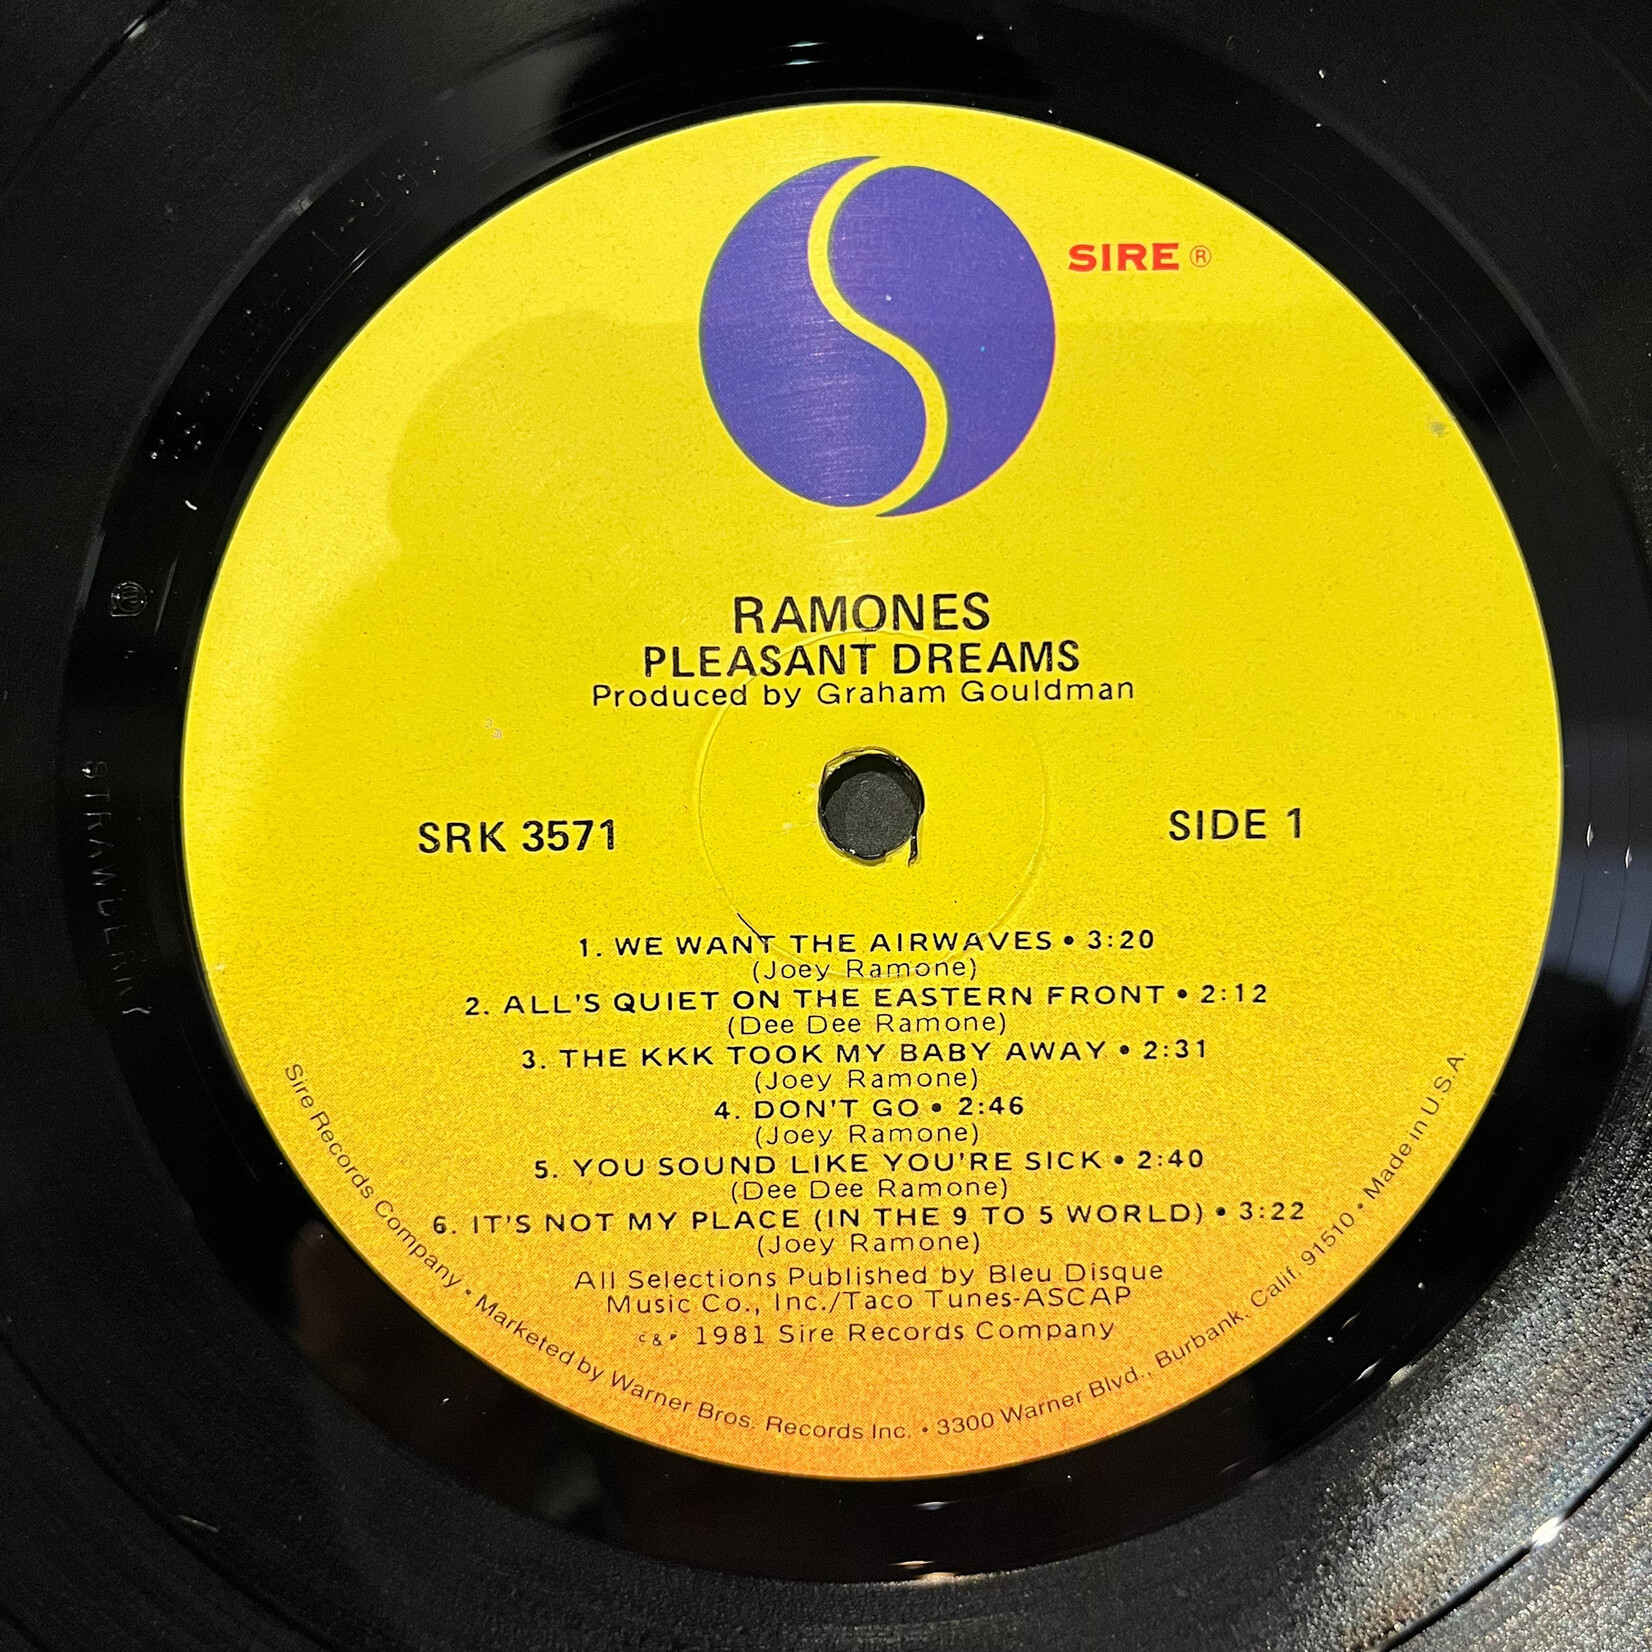 SIRE ®
RAMONES
PLEASANT DREAMS
Produced by Graham Gouldman
SRK 3571
SIDE 1
1. WE WANT THE AIRWAVES • 3:20
(Joey Ramone)
2. ALL'S QUIET ON THE EASTERN FRONT • 2:12
(Dee Dee Ramone)
3. THE KKK TOOK MY BABY AWAY • 2:31
(Joey Ramone)
4. DON'T GO • 2:46
(Joey Ramone)
5. YOU SOUND LIKE YOU'RE SICK • 2:40
(Dee Dee Ramone)
6. IT'S NOT MY PLACE (IN THE 9 TO 5 WORLD) • 3:22
(Joey Ramone)
All Selections Published by Bleu Disque
Music Co., Inc./Taco Tunes-ASCAP
c & P 1981 Sire Records Company
Sire Records Company • Marketed by Warner Bros. Records Inc. • 3300 Warner Blvd., Burbank, Calif. 91510 • Made in U.S.A.